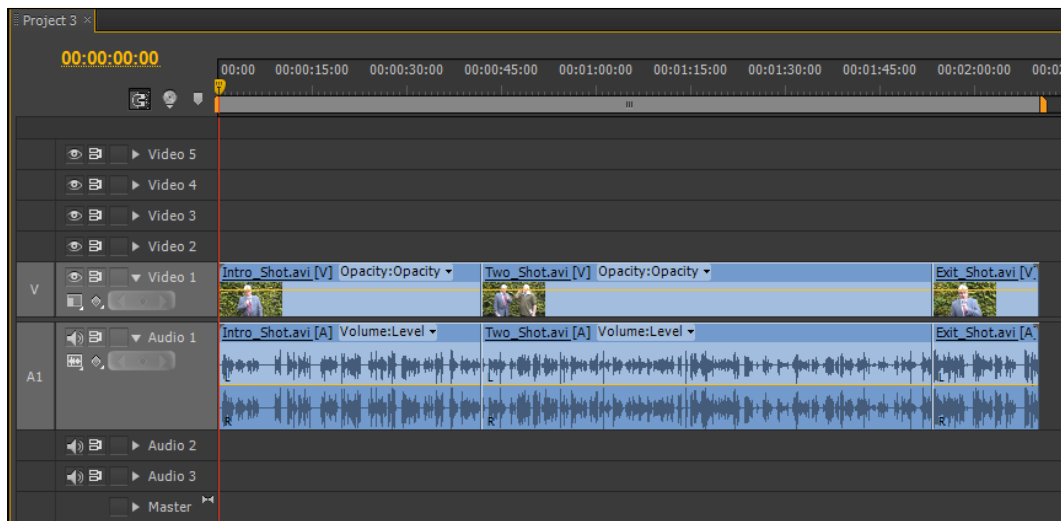 Project 3
00:00:00:00
00:00 00:00:15:00 00:00:30:00 00:00:45:00 00:01:00:00 00:01:15:00 00:01:30:00 00:01:45:00 00:02:00:00 00:02
Video 5
Video 4
Video 3
Video 2
V Video 1 Intro_Shot.avi [V] Opacity:Opacity Two_Shot.avi [V] Opacity:Opacity Exit_Shot.avi [V]
A1 Audio 1 Intro_Shot.avi [A] Volume:Level Two_Shot.avi [A] Volume:Level Exit_Shot.avi [A]
L L L
R R R
Audio 2
Audio 3
Master